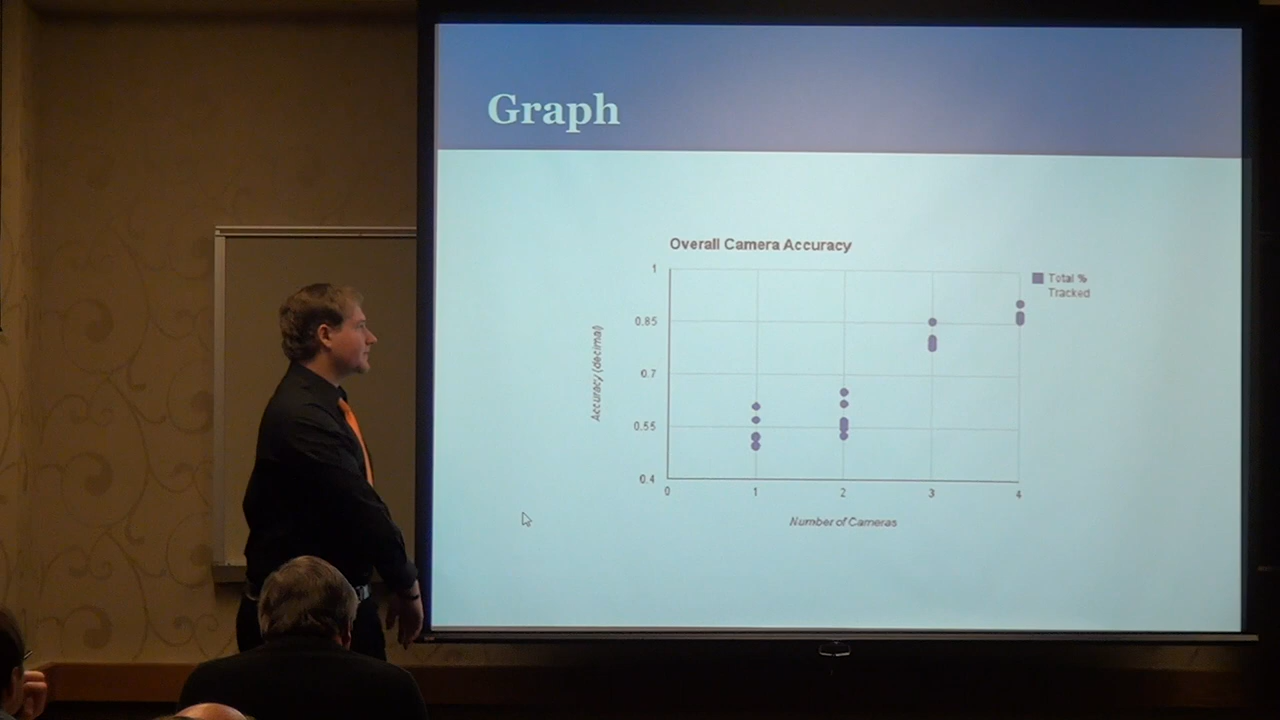 Graph
Overall Camera Accuracy
1
0.85
0.7
0.55
0.4
Accuracy (decimal)
0 1 2 3 4
Number of Cameras
Total %
Tracked